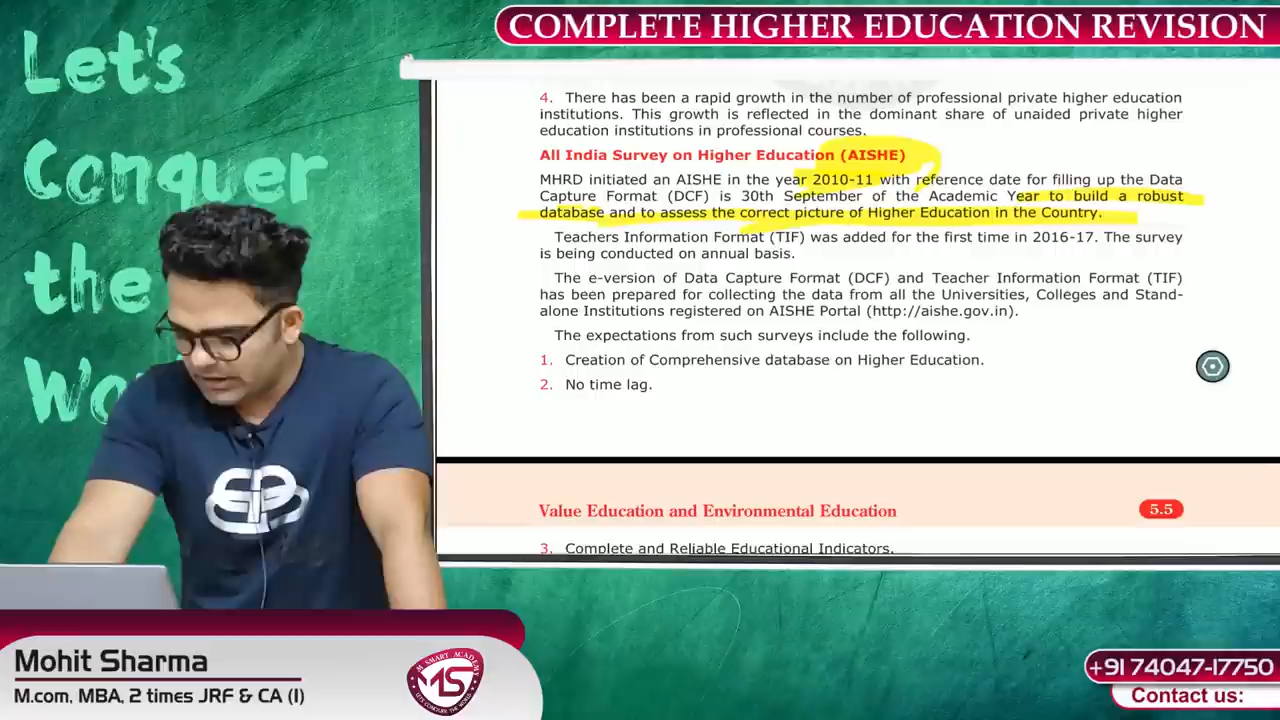 COMPLETE HIGHER EDUCATION REVISION
Let's
Conquer
the
Wo
4. There has been a rapid growth in the number of professional private higher education
institutions. This growth is reflected in the dominant share of unaided private higher
education institutions in professional courses.
All India Survey on Higher Education (AISHE)
MHRD initiated an AISHE in the year 2010-11 with reference date for filling up the Data
Capture Format (DCF) is 30th September of the Academic Year to build a robust
database and to assess the correct picture of Higher Education in the Country.
Teachers Information Format (TIF) was added for the first time in 2016-17. The survey
is being conducted on annual basis.
The e-version of Data Capture Format (DCF) and Teacher Information Format (TIF)
has been prepared for collecting the data from all the Universities, Colleges and Stand-
alone Institutions registered on AISHE Portal (http://aishe.gov.in).
The expectations from such surveys include the following.
1. Creation of Comprehensive database on Higher Education.
2. No time lag.
Value Education and Environmental Education 5.5
3. Complete and Reliable Educational Indicators.
Mohit Sharma
M.com, MBA, 2 times JRF & CA (I)
M SMART ACADEMY
MS
LET'S CONQUER THE WORLD
+91 74047-17750
Contact us: